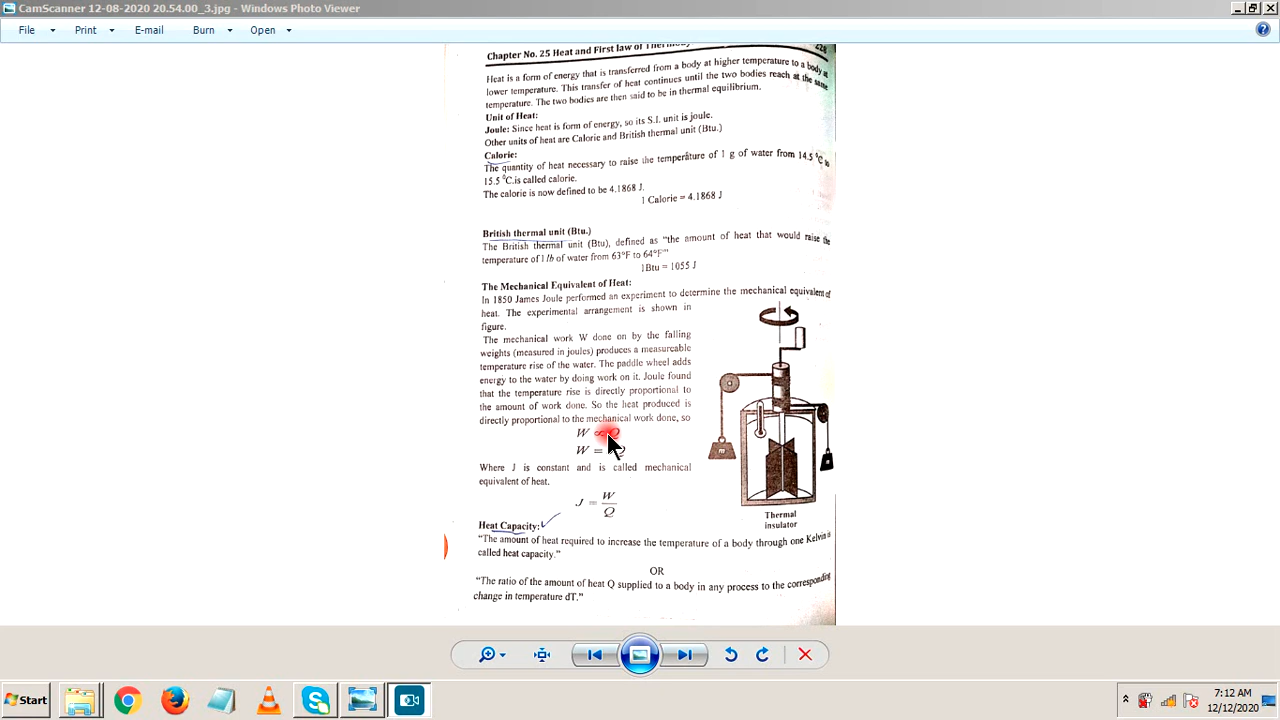 CamScanner 12-08-2020 20.54.00_3.jpg - Windows Photo Viewer
File Print E-mail Burn Open
Chapter No. 25 Heat and First law of
228
Heat is a form of energy that is transferred from a body at higher temperature to a body at
lower temperature. This transfer of heat continues until the two bodies reach at the same
temperature. The two bodies are then said to be in thermal equilibrium.
Unit of Heat:
Joule: Since heat is form of energy, so its S.I. unit is joule.
Other units of heat are Calorie and British thermal unit (Btu.)
Calorie:
The quantity of heat necessary to raise the temperature of 1 g of water from 14.5 °C to
15.5 °C.is called calorie.
The calorie is now defined to be 4.1868 J.
1 Calorie = 4.1868 J
British thermal unit (Btu.)
The British thermal unit (Btu), defined as "the amount of heat that would raise the
temperature of 1 lb of water from 63°F to 64°F"
1Btu = 1055 J
The Mechanical Equivalent of Heat:
In 1850 James Joule performed an experiment to determine the mechanical equivalent of
heat. The experimental arrangement is shown in
figure.
The mechanical work W done on by the falling
weights (measured in joules) produces a measureable
temperature rise of the water. The paddle wheel adds
energy to the water by doing work on it. Joule found
that the temperature rise is directly proportional to
the amount of work done. So the heat produced is
directly proportional to the mechanical work done, so
W ∝ Q
W = Q
Where J is constant and is called mechanical
equivalent of heat.
J = W/Q
m
Thermal
insulator
Heat Capacity:
"The amount of heat required to increase the temperature of a body through one Kelvin is
called heat capacity."
OR
"The ratio of the amount of heat Q supplied to a body in any process to the corresponding
change in temperature dT."
Start
7:12 AM
12/12/2020